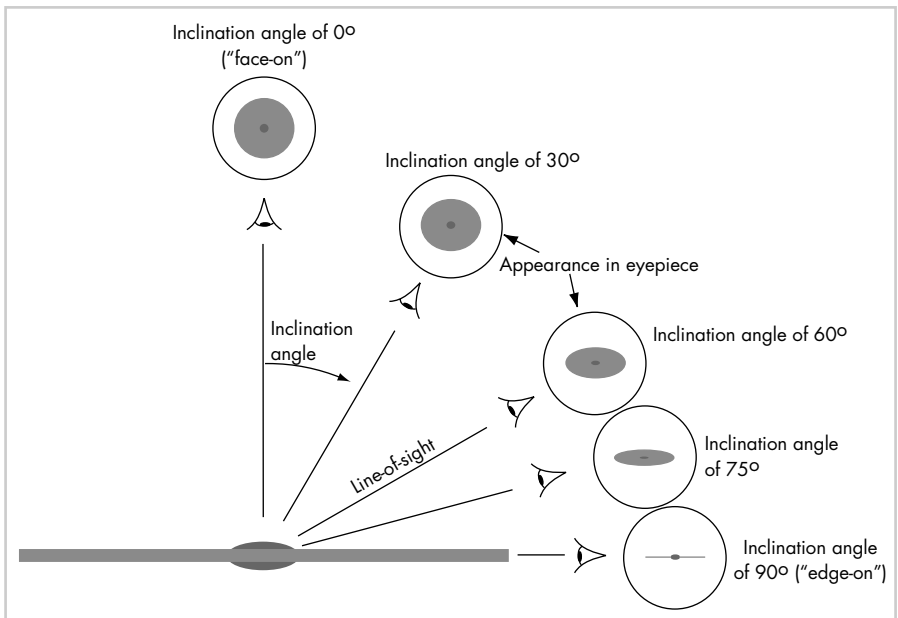 Inclination angle of 0º
(“face-on”)
Inclination angle of 30º
Appearance in eyepiece
Inclination
angle
Inclination angle of 60º
Line-of-sight
Inclination angle
of 75º
Inclination angle
of 90º (“edge-on”)